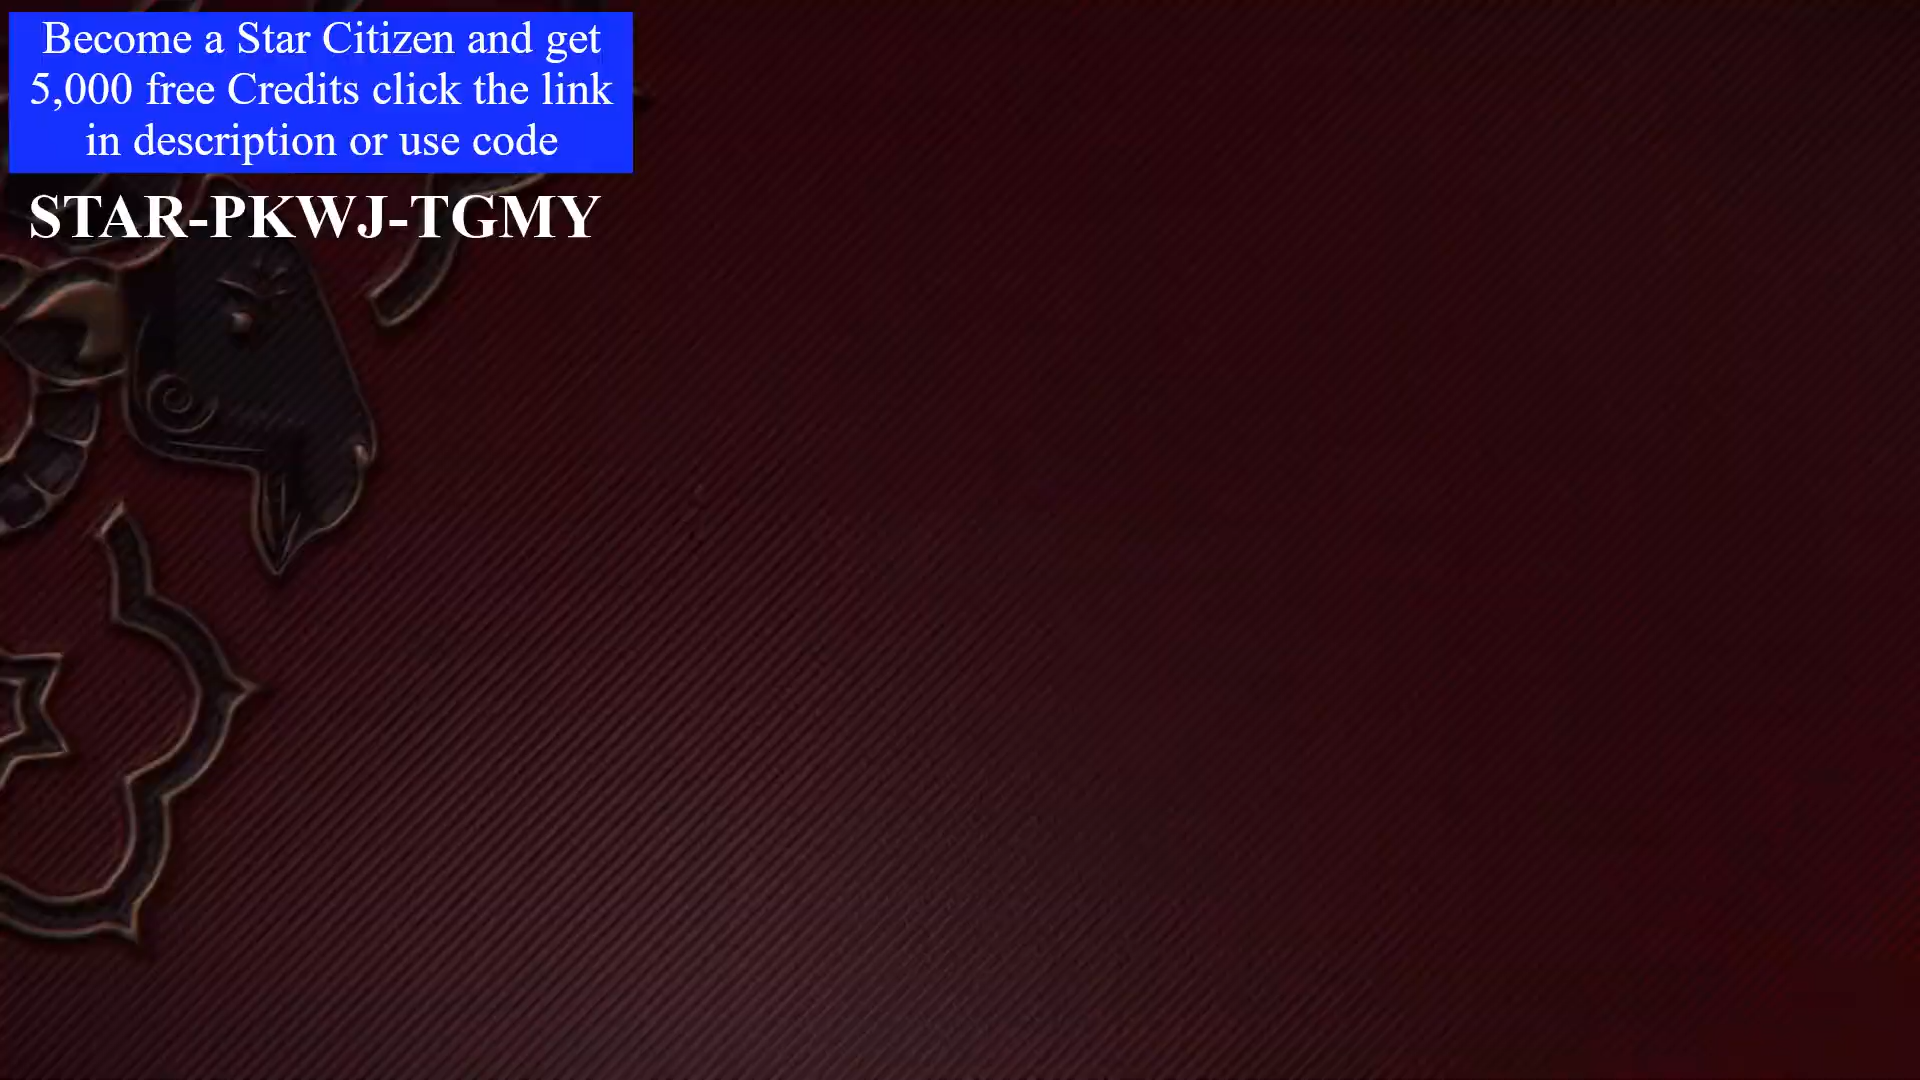 Become a Star Citizen and get
5,000 free Credits click the link
in description or use code
STAR-PKWJ-TGMY